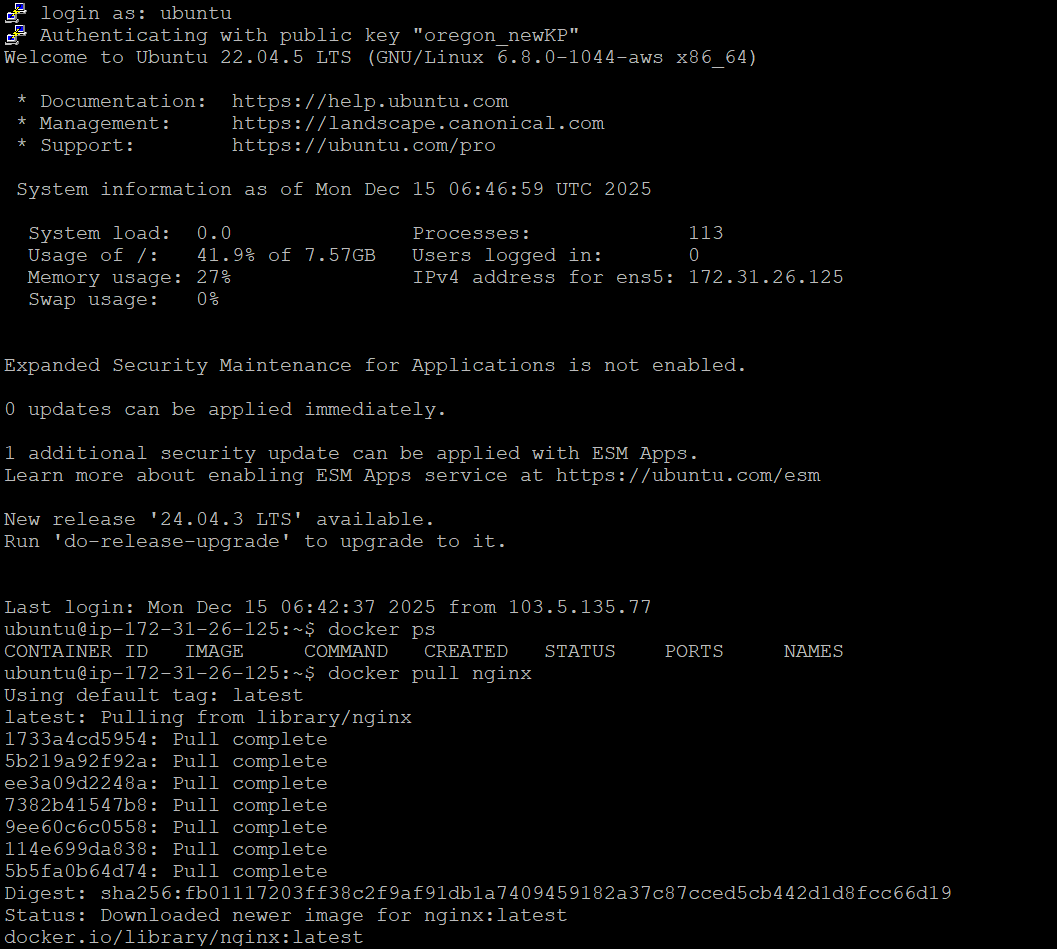 login as: ubuntu
Authenticating with public key "oregon_newKP"
Welcome to Ubuntu 22.04.5 LTS (GNU/Linux 6.8.0-1044-aws x86_64)
* Documentation:  https://help.ubuntu.com
* Management:     https://landscape.canonical.com
* Support:        https://ubuntu.com/pro
System information as of Mon Dec 15 06:46:59 UTC 2025
System load:  0.0               Processes:             113
Usage of /:   41.9% of 7.57GB   Users logged in:       0
Memory usage: 27%               IPv4 address for ens5: 172.31.26.125
Swap usage:   0%
Expanded Security Maintenance for Applications is not enabled.
0 updates can be applied immediately.
1 additional security update can be applied with ESM Apps.
Learn more about enabling ESM Apps service at https://ubuntu.com/esm
New release '24.04.3 LTS' available.
Run 'do-release-upgrade' to upgrade to it.
Last login: Mon Dec 15 06:42:37 2025 from 103.5.135.77
ubuntu@ip-172-31-26-125:~$ docker ps
CONTAINER ID   IMAGE     COMMAND   CREATED   STATUS    PORTS     NAMES
ubuntu@ip-172-31-26-125:~$ docker pull nginx
Using default tag: latest
latest: Pulling from library/nginx
1733a4cd5954: Pull complete
5b219a92f92a: Pull complete
ee3a09d2248a: Pull complete
7382b41547b8: Pull complete
9ee60c6c0558: Pull complete
114e699da838: Pull complete
5b5fa0b64d74: Pull complete
Digest: sha256:fb01117203ff38c2f9af91db1a7409459182a37c87cced5cb442d1d8fcc66d19
Status: Downloaded newer image for nginx:latest
docker.io/library/nginx:latest